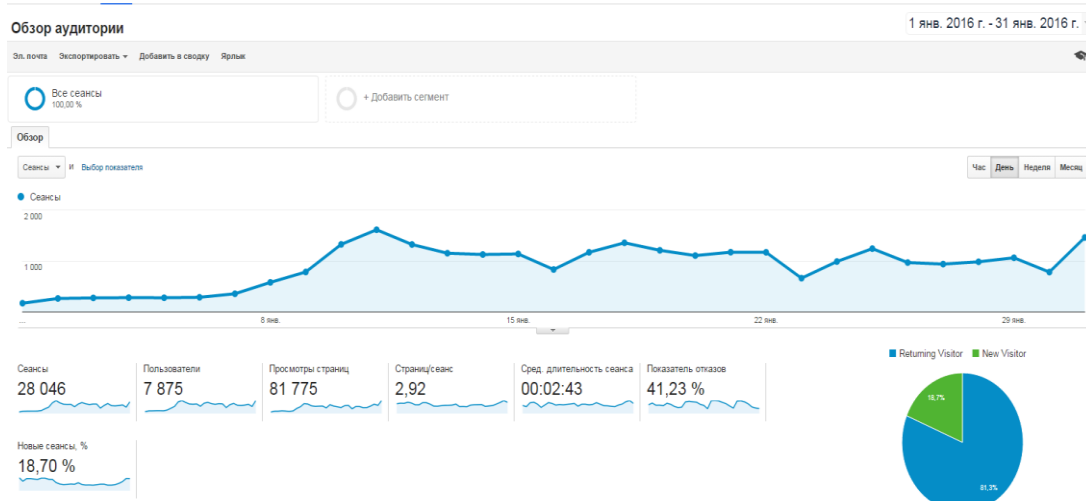 Обзор аудитории
1 янв. 2016 г. - 31 янв. 2016 г.
Эл. почта Экспортировать Добавить в сводку Ярлык
Все сеансы
100,00 %
+ Добавить сегмент
Обзор
Сеансы И Выбор показателя
Час День Неделя Месяц
Сеансы
2 000
1 000
... 8 янв. 15 янв. 22 янв. 29 янв.
Returning Visitor New Visitor
Сеансы
28 046
Пользователи
7 875
Просмотры страниц
81 775
Страниц/сеанс
2,92
Сред. длительность сеанса
00:02:43
Показатель отказов
41,23 %
Новые сеансы, %
18,70 %
18,7%
81,3%